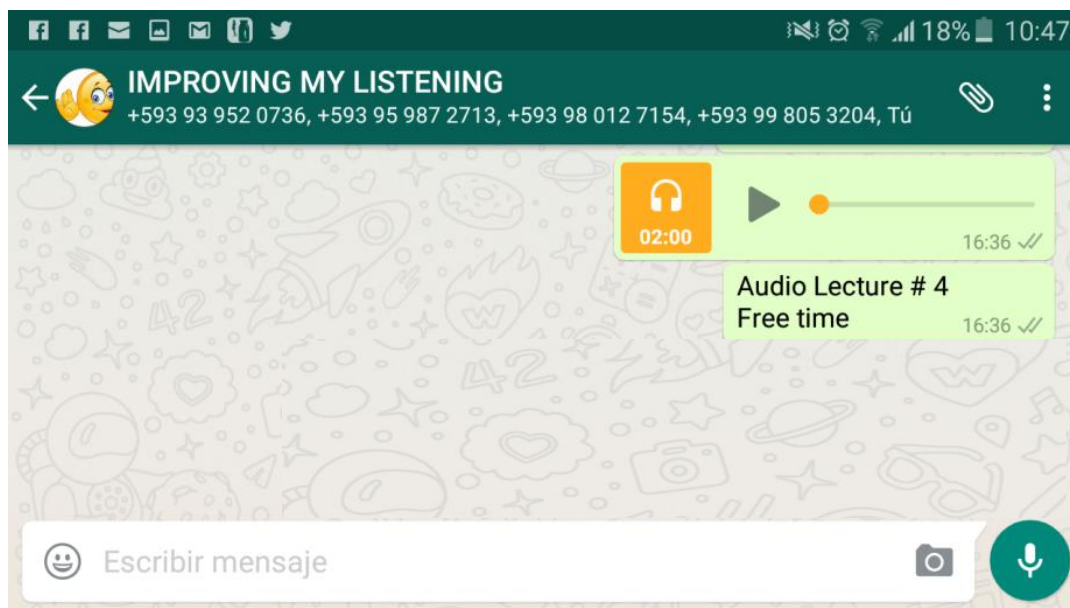 18% 10:47
IMPROVING MY LISTENING
+593 93 952 0736, +593 95 987 2713, +593 98 012 7154, +593 99 805 3204, Tú
02:00
16:36
Audio Lecture # 4
Free time
16:36
Escribir mensaje